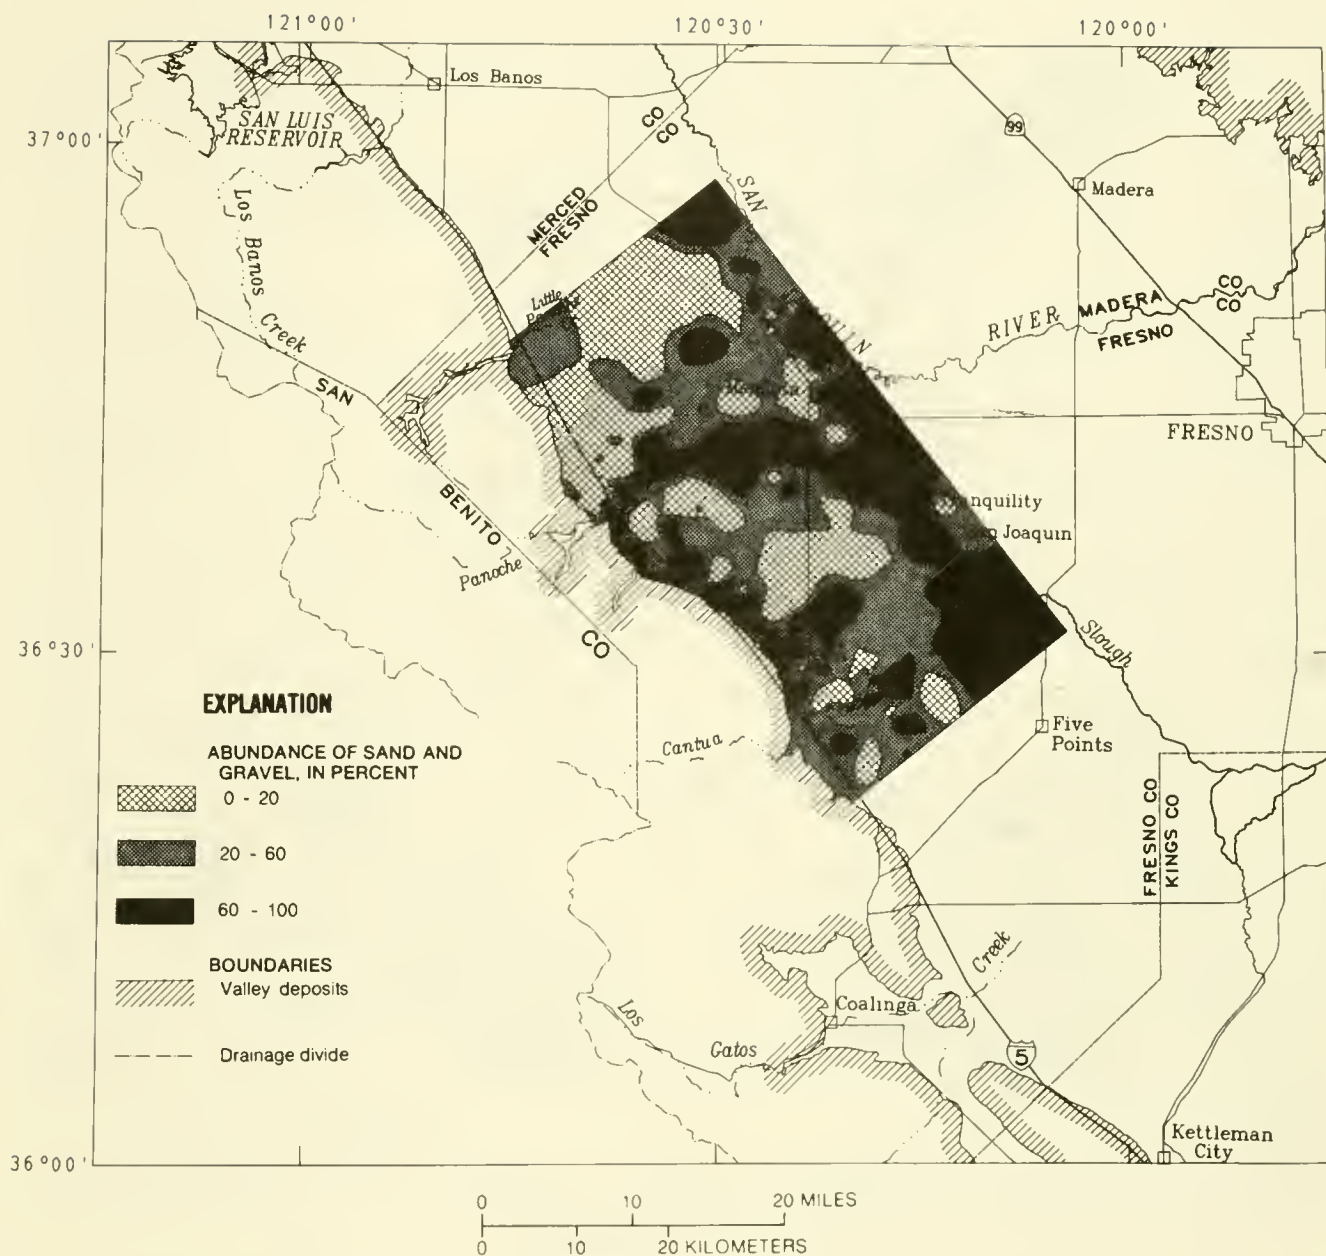 121°00'
120°30'
120°00'
Los Banos
SAN LUIS
RESERVOIR
37°00'
CO
CO
99
Madera
SAN
MERCED
FRESNO
Los
Banos
Creek
Little
CO
CO
RIVER
MADERA
FRESNO
SAN
FRESNO
BENITO
Panoche
CO
San Joaquin
36°30'
Slough
EXPLANATION
ABUNDANCE OF SAND AND
GRAVEL, IN PERCENT
0 - 20
20 - 60
60 - 100
BOUNDARIES
Valley deposits
Drainage divide
Cantua
Five
Points
FRESNO CO
KINGS CO
Creek
Coalinga
Los
Gatos
5
Kettleman
City
36°00'
0 10 20 MILES
0 10 20 KILOMETERS